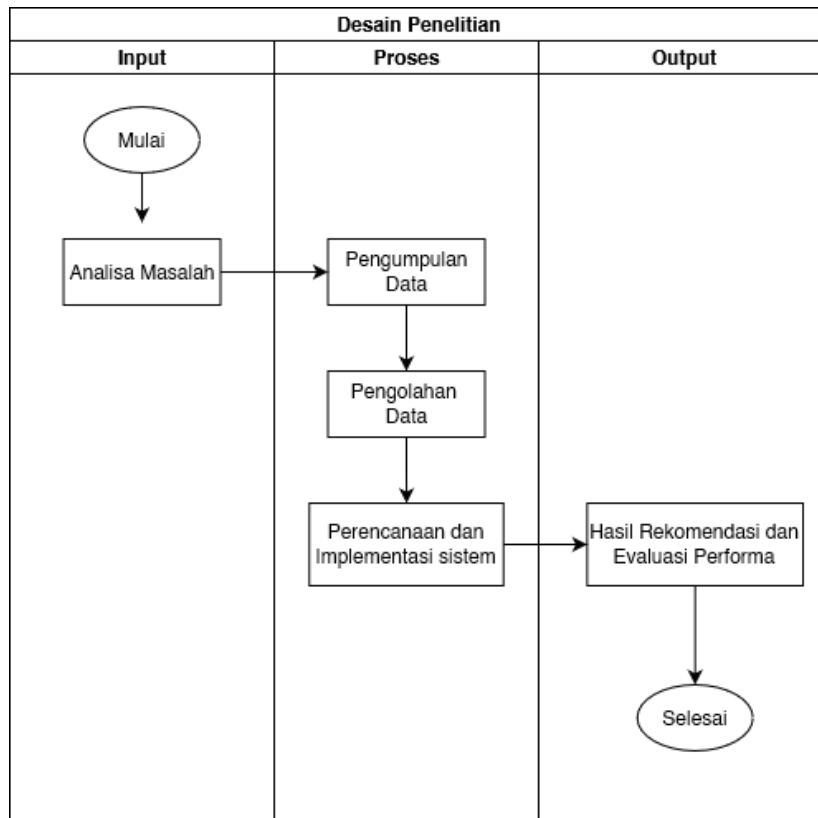 Desain Penelitian
Input
Proses
Output
Mulai
Analisa Masalah
Pengumpulan
Data
Pengolahan
Data
Perencanaan dan
Implementasi sistem
Hasil Rekomendasi dan
Evaluasi Performa
Selesai